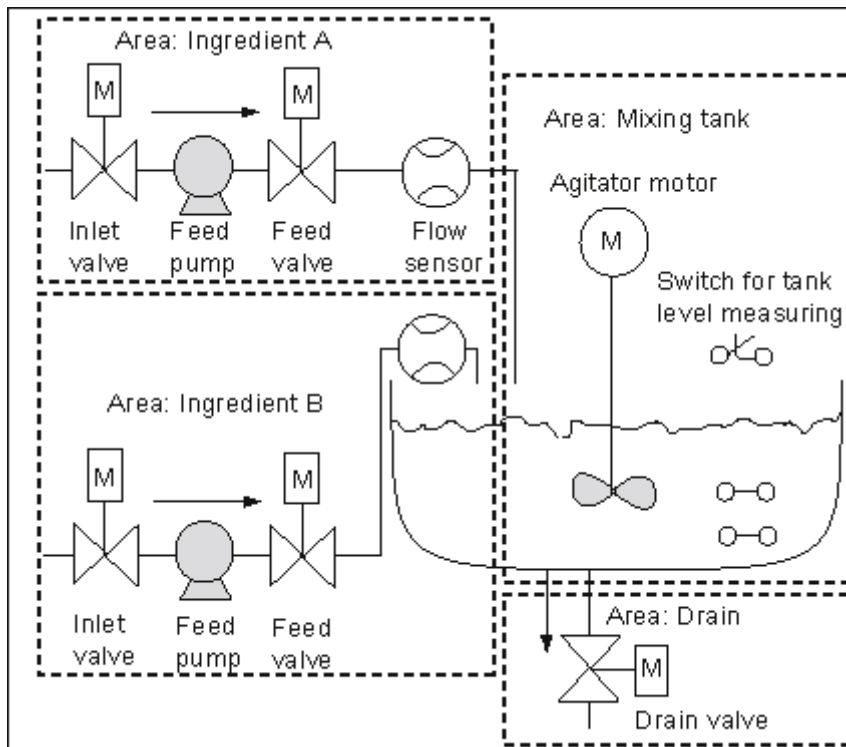 Area: Ingredient A
M
M
Inlet
valve
Feed
pump
Feed
valve
Flow
sensor
Area: Mixing tank
Agitator motor
M
Switch for tank
level measuring
Area: Ingredient B
M
M
Inlet
valve
Feed
pump
Feed
valve
Area: Drain
M
Drain valve